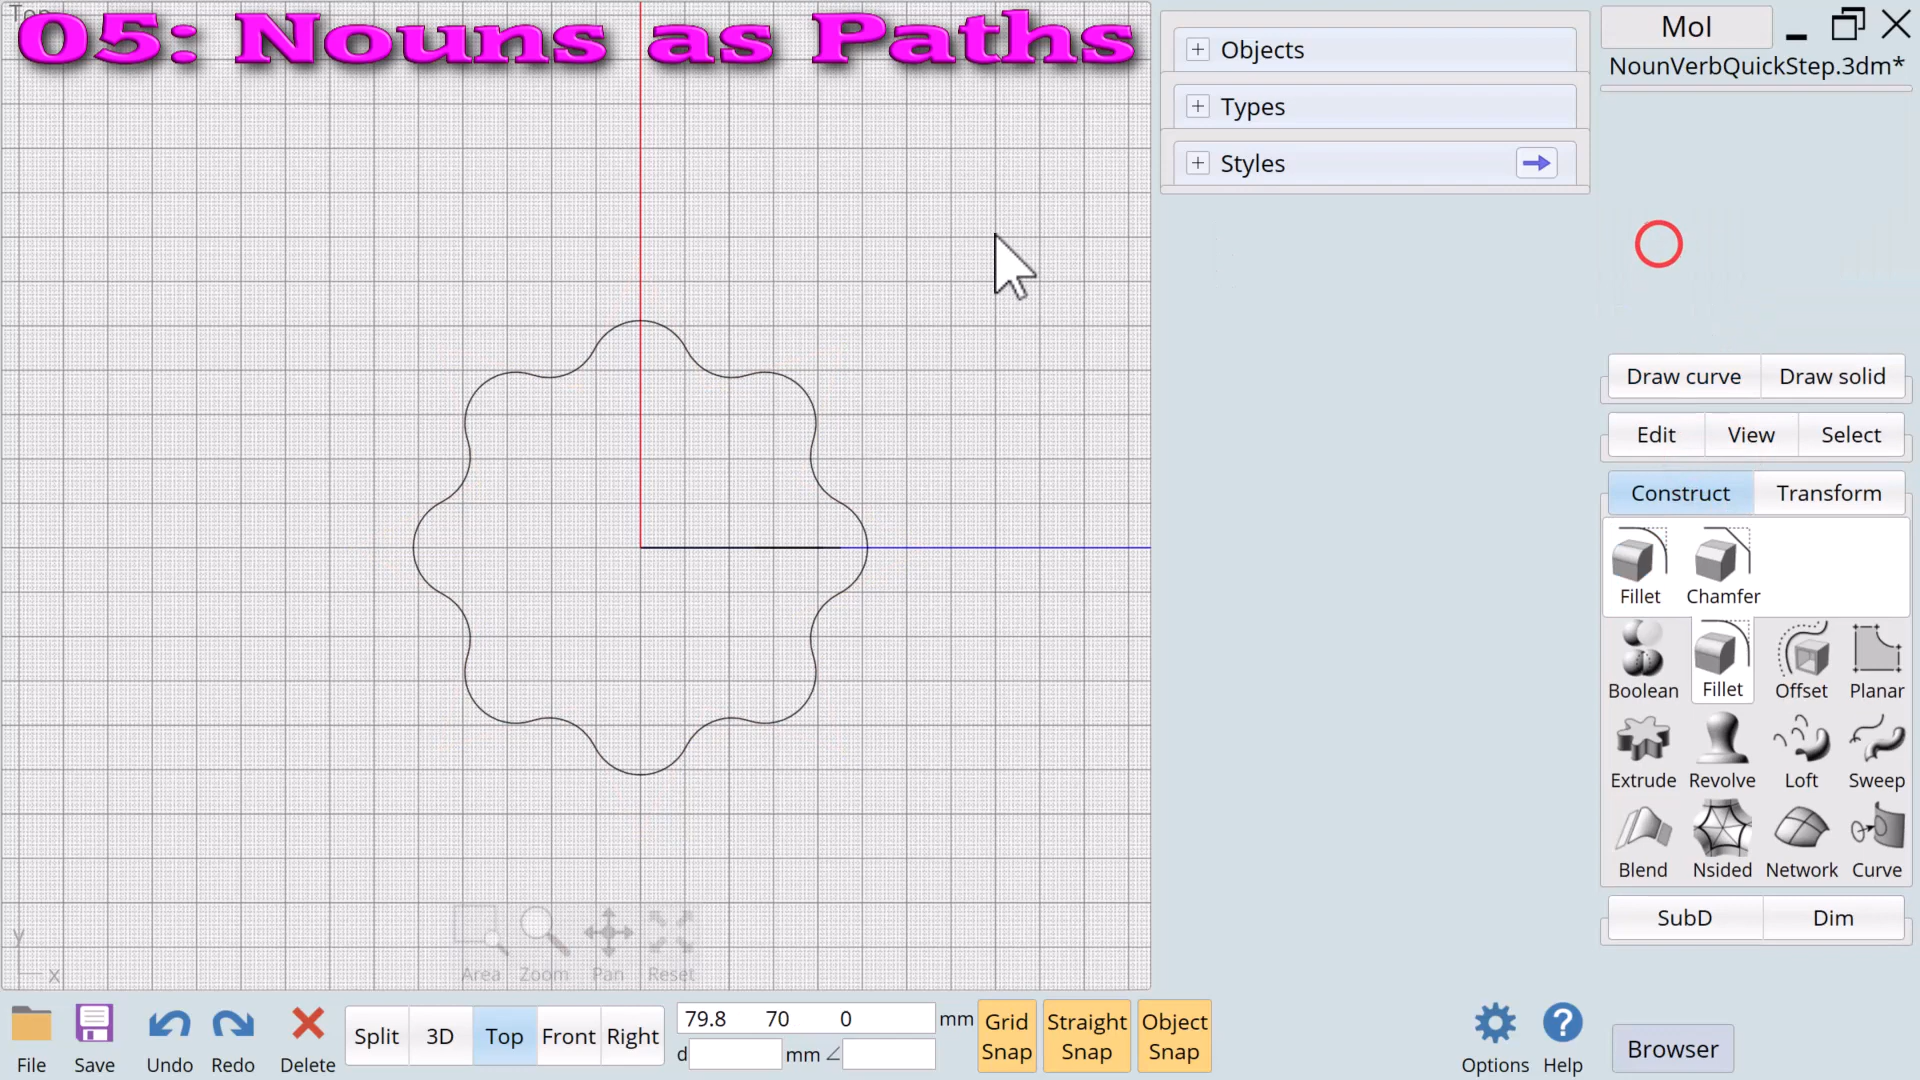 Top
05: Nouns as Paths
Objects
Types
Styles
MoI
NounVerbQuickStep.3dm*
Draw curve
Draw solid
Edit
View
Select
Construct
Transform
Fillet
Chamfer
Boolean
Fillet
Offset
Planar
Extrude
Revolve
Loft
Sweep
Blend
Nsided
Network
Curve
SubD
Dim
y
x
Area
Zoom
Pan
Reset
File
Save
Undo
Redo
Delete
Split
3D
Top
Front
Right
79.8 70 0 mm
d mm ∠
Grid Snap
Straight Snap
Object Snap
Options
Help
Browser